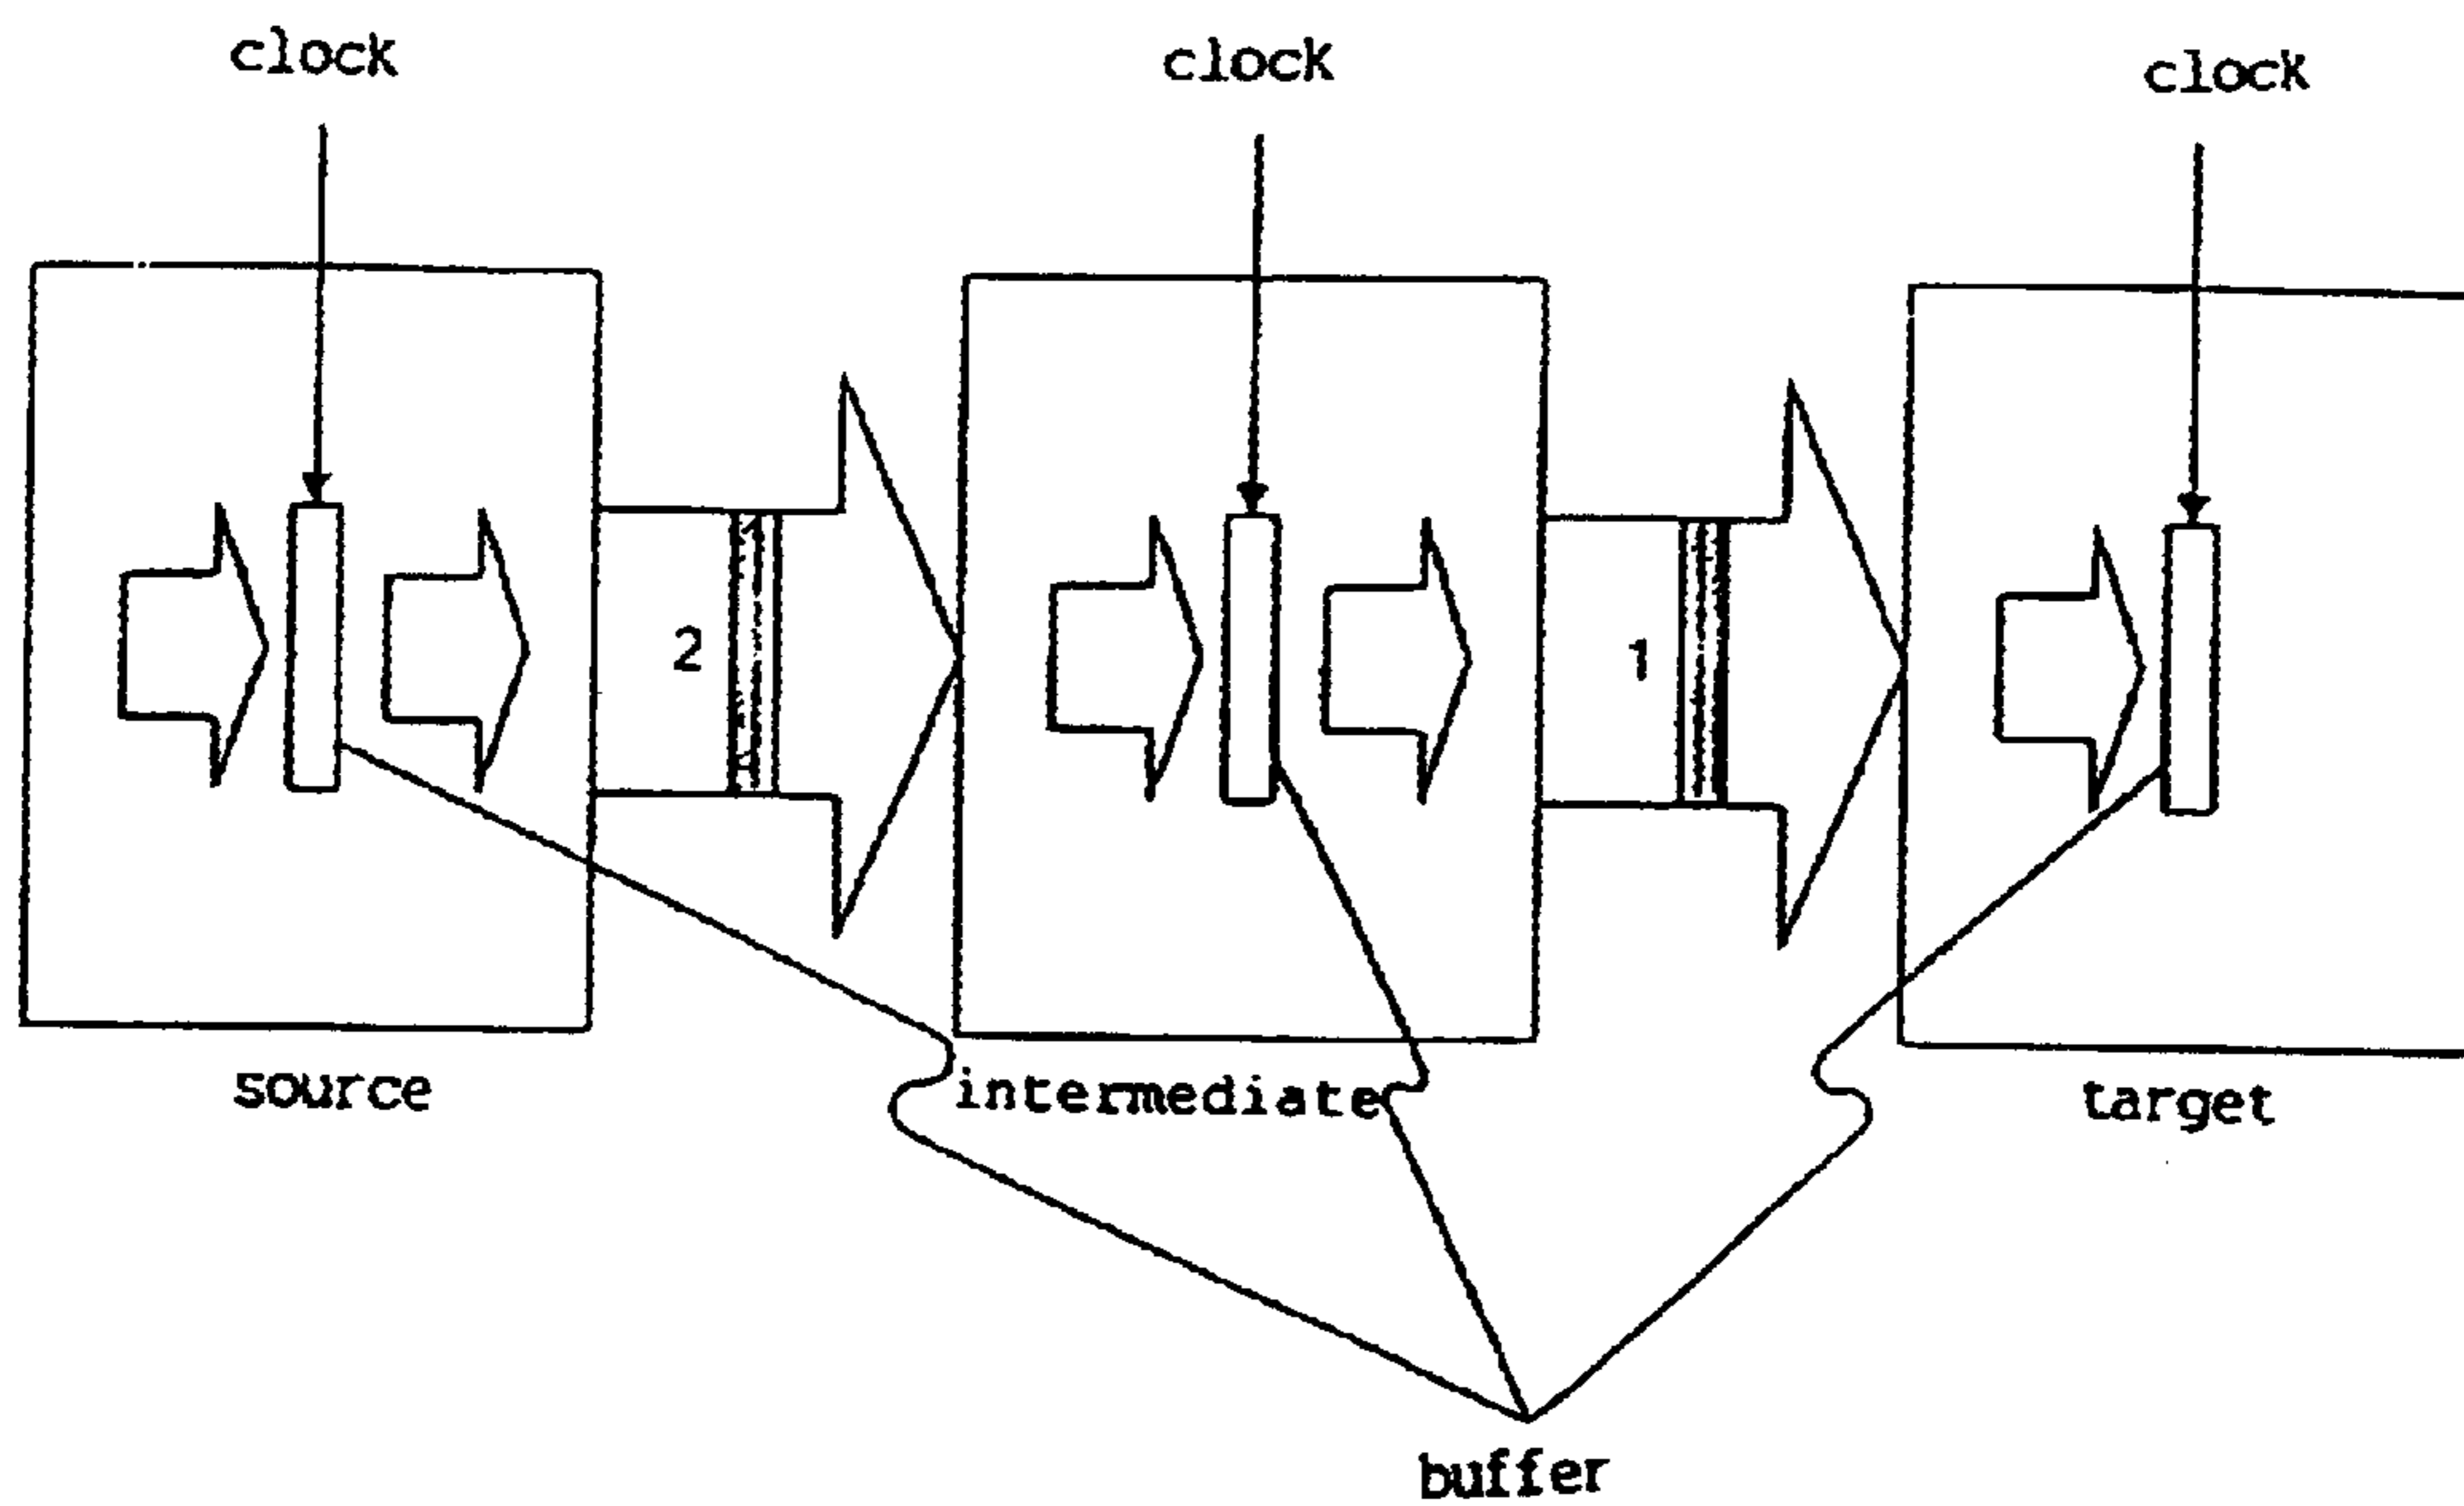 clock
clock
clock
2
1
source
intermediate
target
buffer